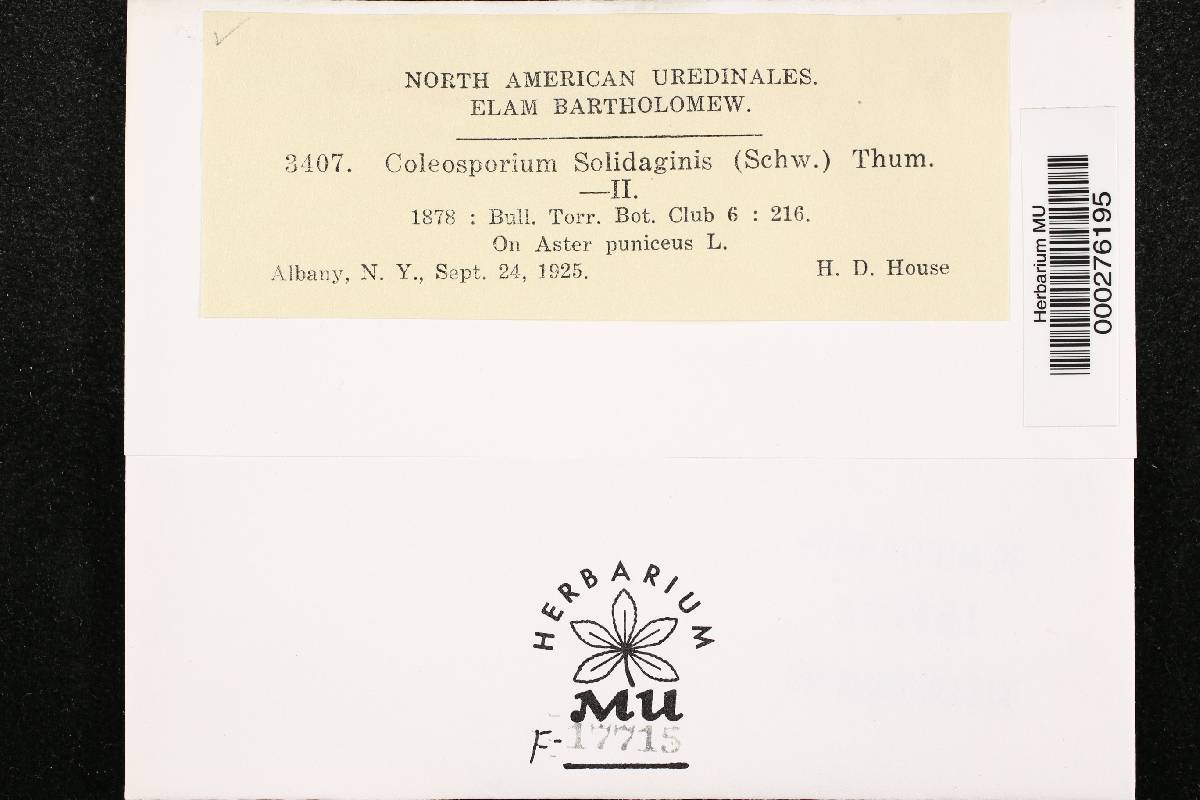 NORTH AMERICAN UREDINALES.
ELAM BARTHOLOMEW.
3407. Coleosporium Solidaginis (Schw.) Thum.
—II.
1878 : Bull. Torr. Bot. Club 6 : 216.
On Aster puniceus L.
Albany, N. Y., Sept. 24, 1925. H. D. House
Herbarium MU
000276195
HERBARIUM
MU
F-17715